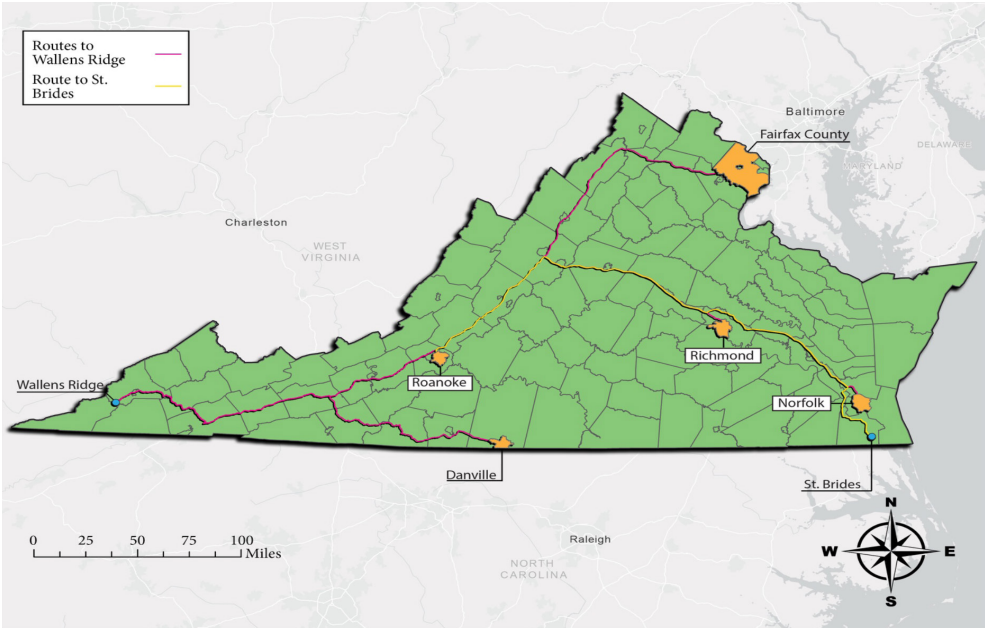 Routes to
Wallens Ridge
Route to St.
Brides
Baltimore
Fairfax County
DELAWARE
MARYLAND
Charleston
WEST
VIRGINIA
Richmond
Wallens Ridge
Roanoke
Norfolk
Danville
St. Brides
N
W
E
S
0 25 50 75 100
Miles
Raleigh
NORTH
CAROLINA